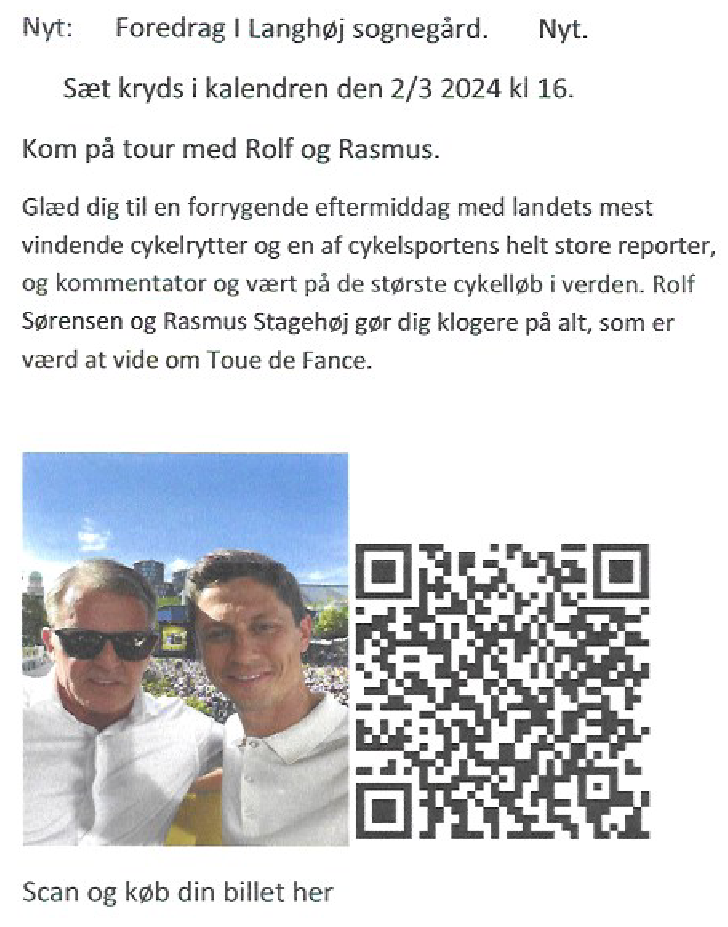 Nyt: Foredrag I Langhøj sognegård. Nyt.
Sæt kryds i kalendren den 2/3 2024 kl 16.
Kom på tour med Rolf og Rasmus.
Glæd dig til en forrygende eftermiddag med landets mest
vindende cykelrytter og en af cykelsportens helt store reporter,
og kommentator og vært på de største cykelløb i verden. Rolf
Sørensen og Rasmus Stagehøj gør dig klogere på alt, som er
værd at vide om Toue de Fance.
Scan og køb din billet her